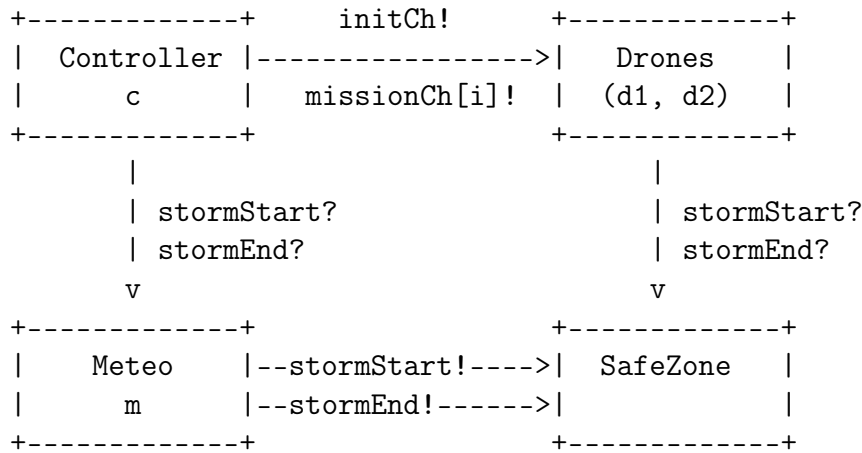 +-------------+     initCh!      +-------------+
|  Controller |----------------->|   Drones    |
|      c      |   missionCh[i]!  |  (d1, d2)   |
+-------------+                  +-------------+
       |                               |
       | stormStart?                   | stormStart?
       | stormEnd?                     | stormEnd?
       v                               v
+-------------+                  +-------------+
|    Meteo    |--stormStart!---->|  SafeZone   |
|      m      |--stormEnd!------>|             |
+-------------+                  +-------------+